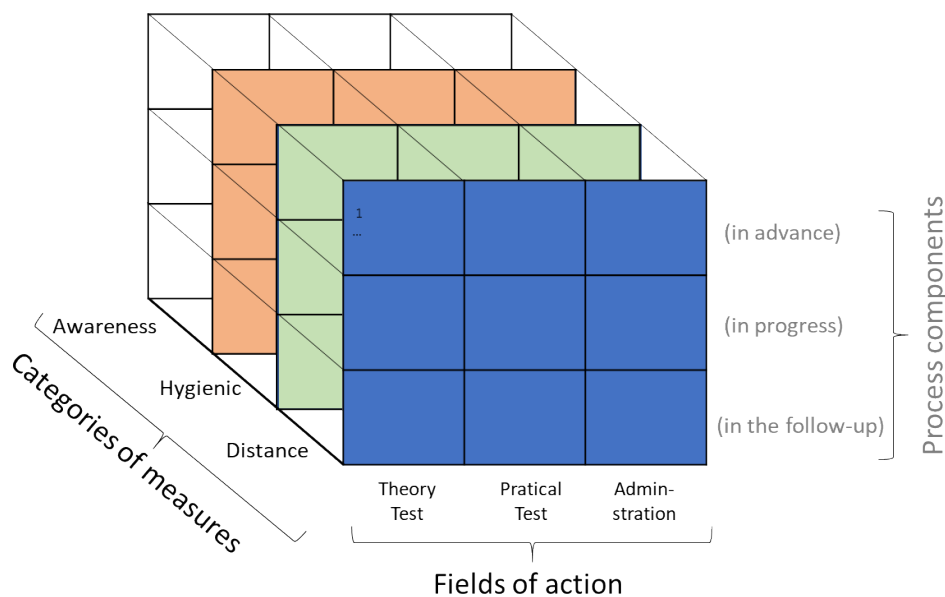 1
...
(in advance)
(in progress)
(in the follow-up)
Process components
Awareness
Hygienic
Distance
Categories of measures
Theory
Test
Pratical
Test
Admin-
stration
Fields of action